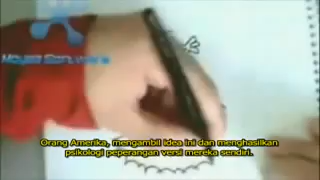 Orang Amerika, mengambil idea ini dan menghasilkan
psikologi peperangan versi mereka sendiri.